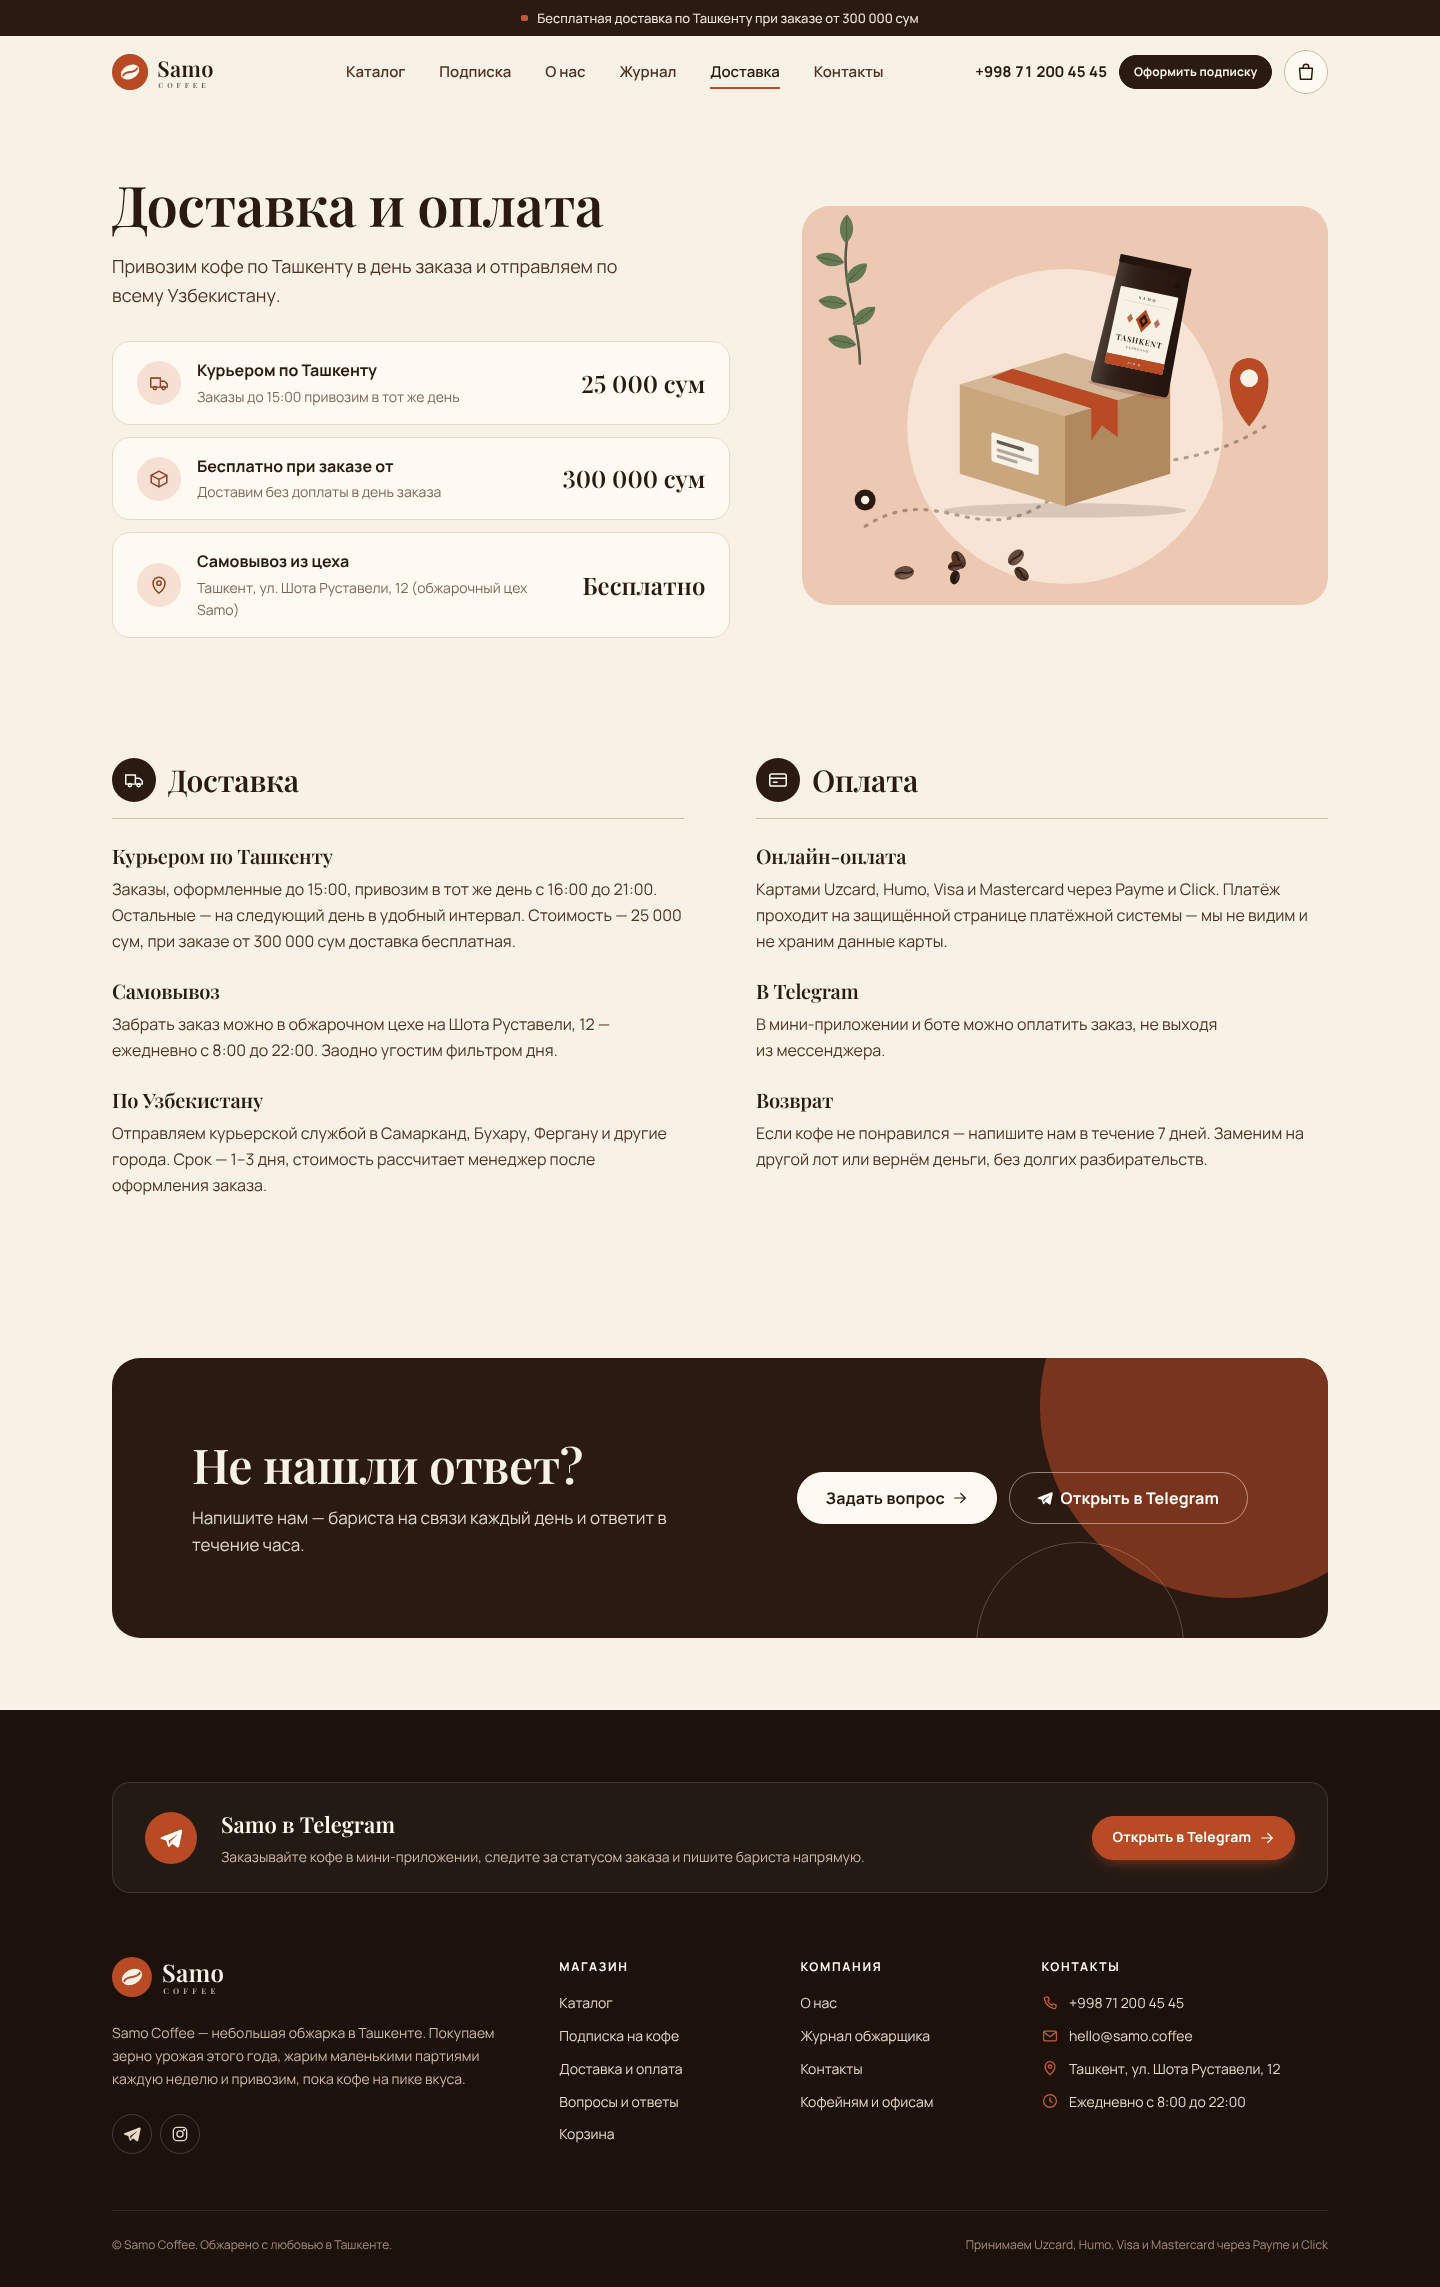 Бесплатная доставка по Ташкенту при заказе от 300 000 сум
Samo
COFFEE
Каталог
Подписка
О нас
Журнал
Доставка
Контакты
+998 71 200 45 45
Оформить подписку
Доставка и оплата
Привозим кофе по Ташкенту в день заказа и отправляем по
всему Узбекистану.
Курьером по Ташкенту
Заказы до 15:00 привозим в тот же день
25 000 сум
Бесплатно при заказе от
Доставим без доплаты в день заказа
300 000 сум
Самовывоз из цеха
Ташкент, ул. Шота Руставели, 12 (обжарочный цех
Samo)
Бесплатно
SAMO
TASHKENT
ESPRESSO
Доставка
Курьером по Ташкенту
Заказы, оформленные до 15:00, привозим в тот же день с 16:00 до 21:00.
Остальные — на следующий день в удобный интервал. Стоимость — 25 000
сум, при заказе от 300 000 сум доставка бесплатная.
Самовывоз
Забрать заказ можно в обжарочном цехе на Шота Руставели, 12 —
ежедневно с 8:00 до 22:00. Заодно угостим фильтром дня.
По Узбекистану
Отправляем курьерской службой в Самарканд, Бухару, Фергану и другие
города. Срок — 1–3 дня, стоимость рассчитает менеджер после
оформления заказа.
Оплата
Онлайн-оплата
Картами Uzcard, Humo, Visa и Mastercard через Payme и Click. Платёж
проходит на защищённой странице платёжной системы — мы не видим и
не храним данные карты.
В Telegram
В мини-приложении и боте можно оплатить заказ, не выходя
из мессенджера.
Возврат
Если кофе не понравился — напишите нам в течение 7 дней. Заменим на
другой лот или вернём деньги, без долгих разбирательств.
Не нашли ответ?
Напишите нам — бариста на связи каждый день и ответит в
течение часа.
Задать вопрос
Открыть в Telegram
Samo в Telegram
Заказывайте кофе в мини-приложении, следите за статусом заказа и пишите бариста напрямую.
Открыть в Telegram
Samo
COFFEE
Samo Coffee — небольшая обжарка в Ташкенте. Покупаем
зерно урожая этого года, жарим маленькими партиями
каждую неделю и привозим, пока кофе на пике вкуса.
МАГАЗИН
Каталог
Подписка на кофе
Доставка и оплата
Вопросы и ответы
Корзина
КОМПАНИЯ
О нас
Журнал обжарщика
Контакты
Кофейням и офисам
КОНТАКТЫ
+998 71 200 45 45
hello@samo.coffee
Ташкент, ул. Шота Руставели, 12
Ежедневно с 8:00 до 22:00
© Samo Coffee. Обжарено с любовью в Ташкенте.
Принимаем Uzcard, Humo, Visa и Mastercard через Payme и Click